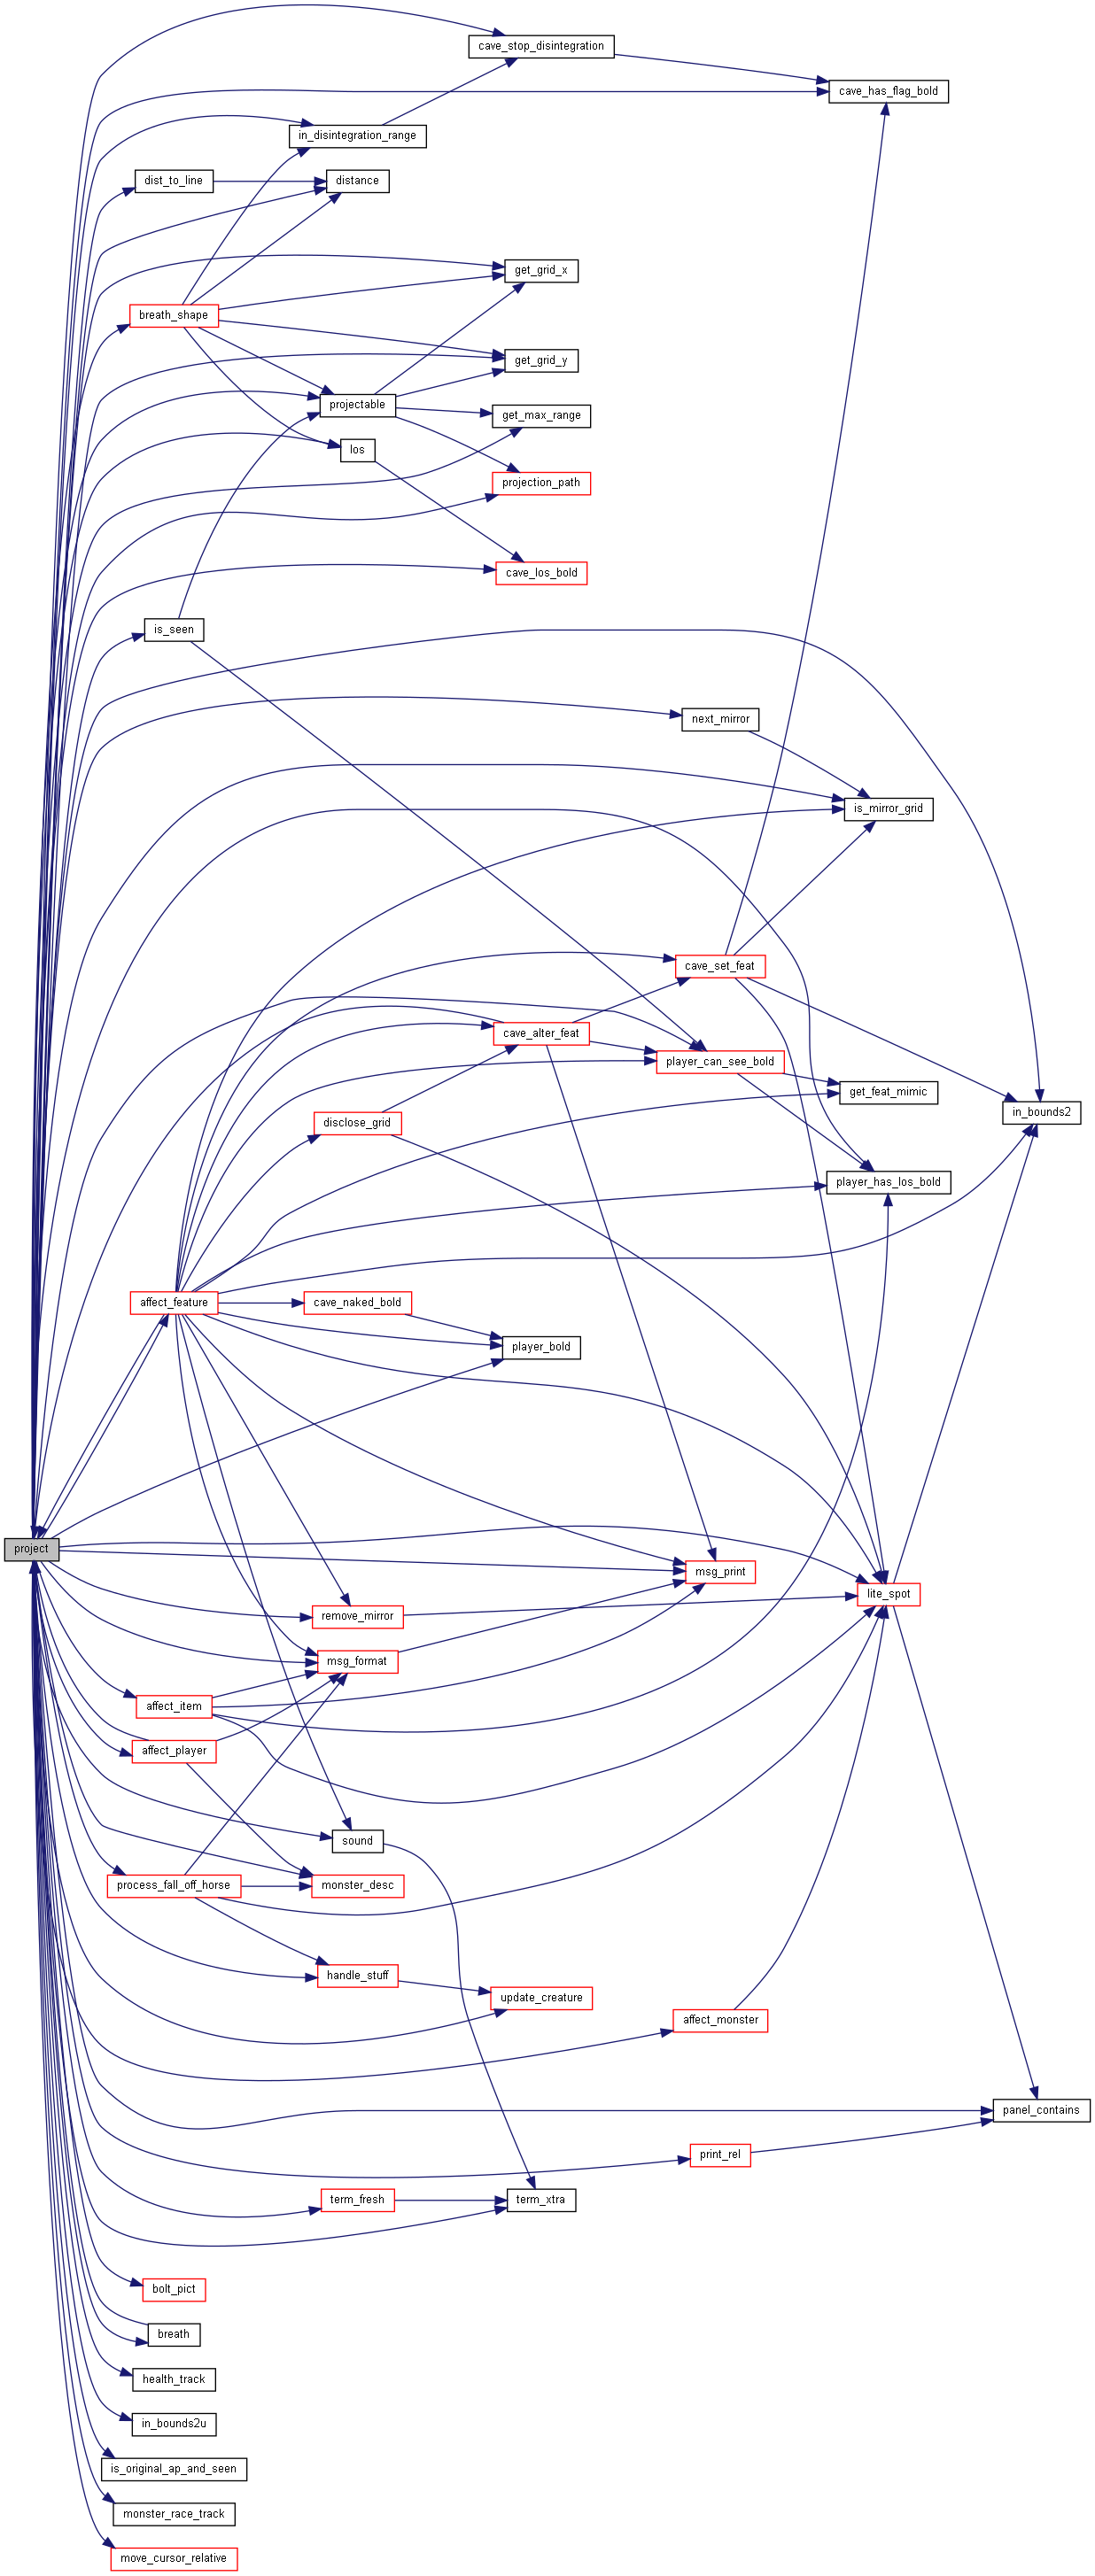 cave_stop_disintegration
cave_has_flag_bold
in_disintegration_range
dist_to_line
distance
get_grid_x
breath_shape
get_grid_y
projectable
get_max_range
los
projection_path
cave_los_bold
is_seen
next_mirror
is_mirror_grid
cave_set_feat
cave_alter_feat
player_can_see_bold
get_feat_mimic
in_bounds2
disclose_grid
player_has_los_bold
affect_feature
cave_naked_bold
player_bold
project
msg_print
lite_spot
remove_mirror
msg_format
affect_item
affect_player
sound
process_fall_off_horse
monster_desc
handle_stuff
update_creature
affect_monster
panel_contains
print_rel
term_fresh
term_xtra
bolt_pict
breath
health_track
in_bounds2u
is_original_ap_and_seen
monster_race_track
move_cursor_relative